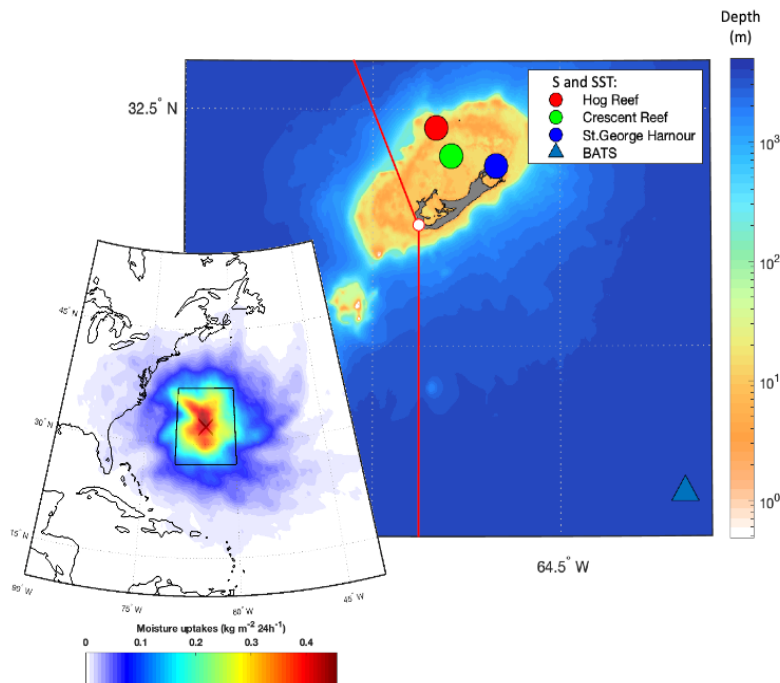 Depth
(m)
32.5° N
S and SST:
Hog Reef
Crescent Reef
St.George Harnour
BATS
10³
10²
10¹
10⁰
64.5° W
45° N
30° N
15° N
90° W
75° W
60° W
45° W
Moisture uptakes (kg m⁻² 24h⁻¹)
0 0.1 0.2 0.3 0.4